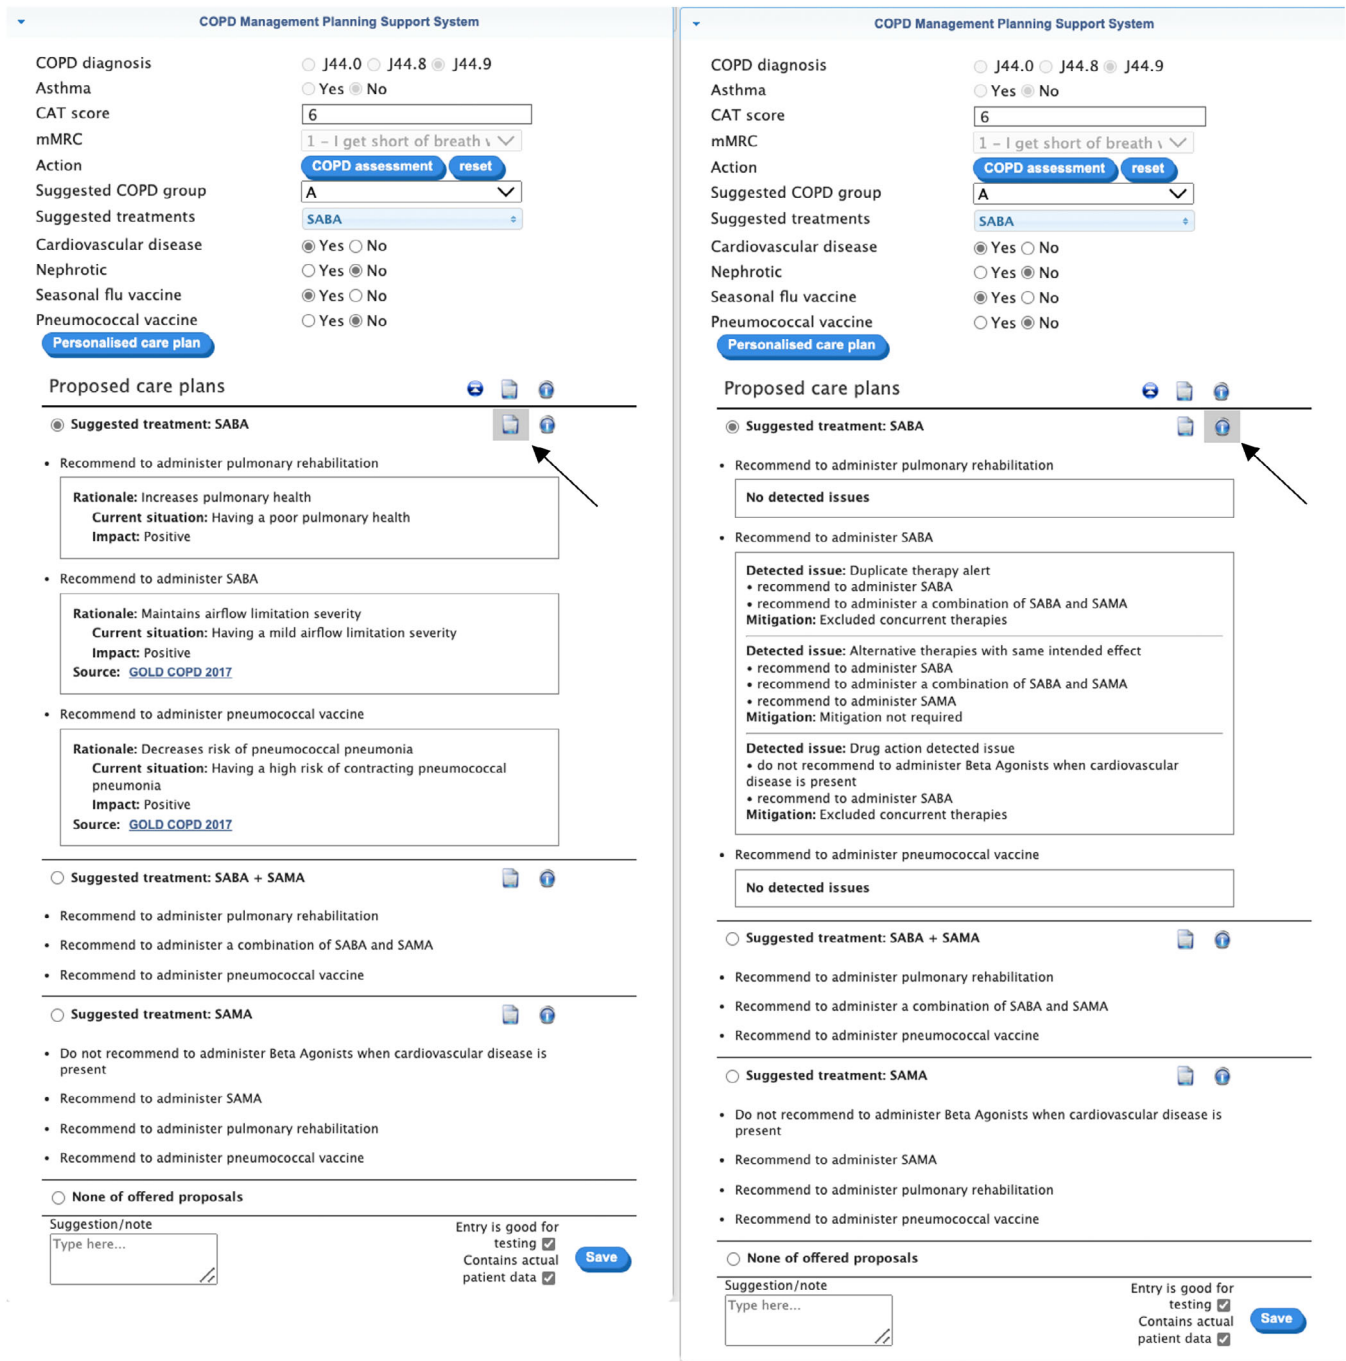 COPD Management Planning Support System
COPD diagnosis J44.0 J44.8 J44.9
Asthma Yes No
CAT score 6
mMRC 1 – I get short of breath
Action COPD assessment reset
Suggested COPD group A
Suggested treatments SABA
Cardiovascular disease Yes No
Nephrotic Yes No
Seasonal flu vaccine Yes No
Pneumococcal vaccine Yes No
Personalised care plan
Proposed care plans
Suggested treatment: SABA
• Recommend to administer pulmonary rehabilitation
Rationale: Increases pulmonary health
Current situation: Having a poor pulmonary health
Impact: Positive
• Recommend to administer SABA
Rationale: Maintains airflow limitation severity
Current situation: Having a mild airflow limitation severity
Impact: Positive
Source: GOLD COPD 2017
• Recommend to administer pneumococcal vaccine
Rationale: Decreases risk of pneumococcal pneumonia
Current situation: Having a high risk of contracting pneumococcal
pneumonia
Impact: Positive
Source: GOLD COPD 2017
Suggested treatment: SABA + SAMA
• Recommend to administer pulmonary rehabilitation
• Recommend to administer a combination of SABA and SAMA
• Recommend to administer pneumococcal vaccine
Suggested treatment: SAMA
• Do not recommend to administer Beta Agonists when cardiovascular disease is
present
• Recommend to administer SAMA
• Recommend to administer pulmonary rehabilitation
• Recommend to administer pneumococcal vaccine
None of offered proposals
Suggestion/note
Type here...
Entry is good for
testing
Contains actual
patient data
Save
COPD Management Planning Support System
COPD diagnosis J44.0 J44.8 J44.9
Asthma Yes No
CAT score 6
mMRC 1 – I get short of breath
Action COPD assessment reset
Suggested COPD group A
Suggested treatments SABA
Cardiovascular disease Yes No
Nephrotic Yes No
Seasonal flu vaccine Yes No
Pneumococcal vaccine Yes No
Personalised care plan
Proposed care plans
Suggested treatment: SABA
• Recommend to administer pulmonary rehabilitation
No detected issues
• Recommend to administer SABA
Detected issue: Duplicate therapy alert
• recommend to administer SABA
• recommend to administer a combination of SABA and SAMA
Mitigation: Excluded concurrent therapies
Detected issue: Alternative therapies with same intended effect
• recommend to administer SABA
• recommend to administer a combination of SABA and SAMA
• recommend to administer SAMA
Mitigation: Mitigation not required
Detected issue: Drug action detected issue
• do not recommend to administer Beta Agonists when cardiovascular
disease is present
• recommend to administer SABA
Mitigation: Excluded concurrent therapies
• Recommend to administer pneumococcal vaccine
No detected issues
Suggested treatment: SABA + SAMA
• Recommend to administer pulmonary rehabilitation
• Recommend to administer a combination of SABA and SAMA
• Recommend to administer pneumococcal vaccine
Suggested treatment: SAMA
• Do not recommend to administer Beta Agonists when cardiovascular disease is
present
• Recommend to administer SAMA
• Recommend to administer pulmonary rehabilitation
• Recommend to administer pneumococcal vaccine
None of offered proposals
Suggestion/note
Type here...
Entry is good for
testing
Contains actual
patient data
Save